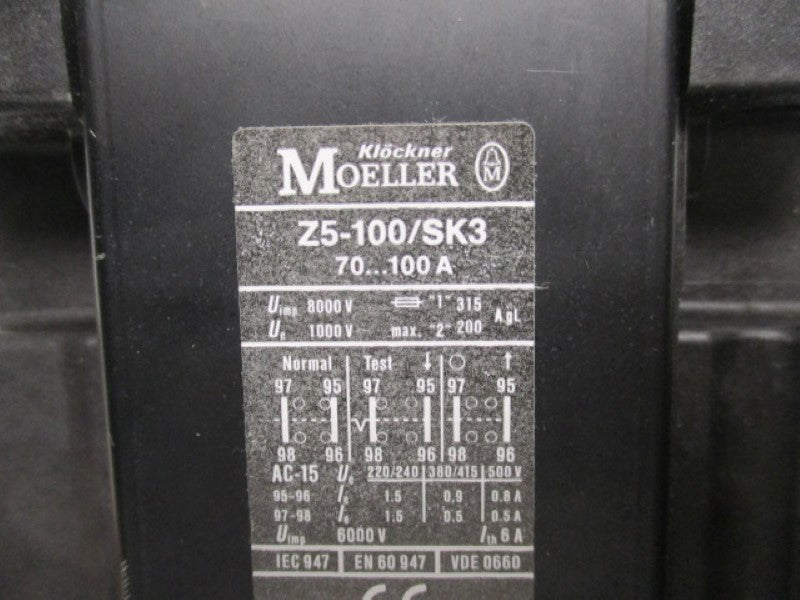 Klöckner
MOELLER M
Z5-100/SK3
70...100 A
Uimp 8000 V "1" 315 A gL
Ue 1000 V max. "2" 200
Normal Test ↓ ○ ↑
97 95 97 95 97 95
98 96 98 96 98 96
AC-15 Ue 220/240 380/415 500 V
95-96 Ie 1.5 0.9 0.8 A
97-98 Ie 1.5 0.5 0.5 A
Uimp 6000 V Ith 6 A
IEC 947 EN 60 947 VDE 0660
CE